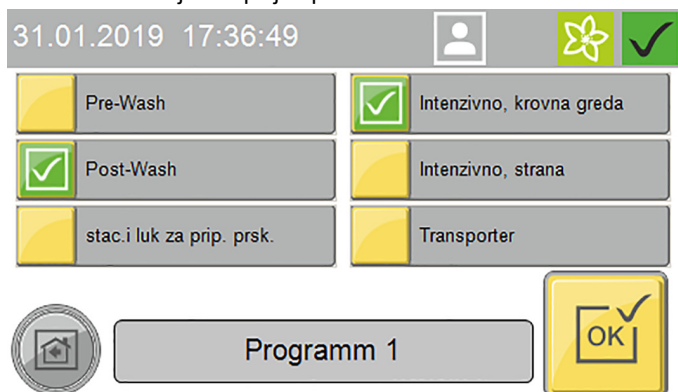 31.01.2019 17:36:49
Pre-Wash
Intenzivno, krovna greda
Post-Wash
Intenzivno, strana
stac.i luk za prip. prsk.
Transporter
Programm 1
OK